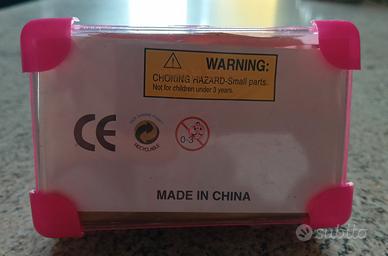 WARNING:
CHOKING HAZARD-Small parts.
Not for children under 3 years.
CE
RECYCLABLE
0-3
MADE IN CHINA
subito